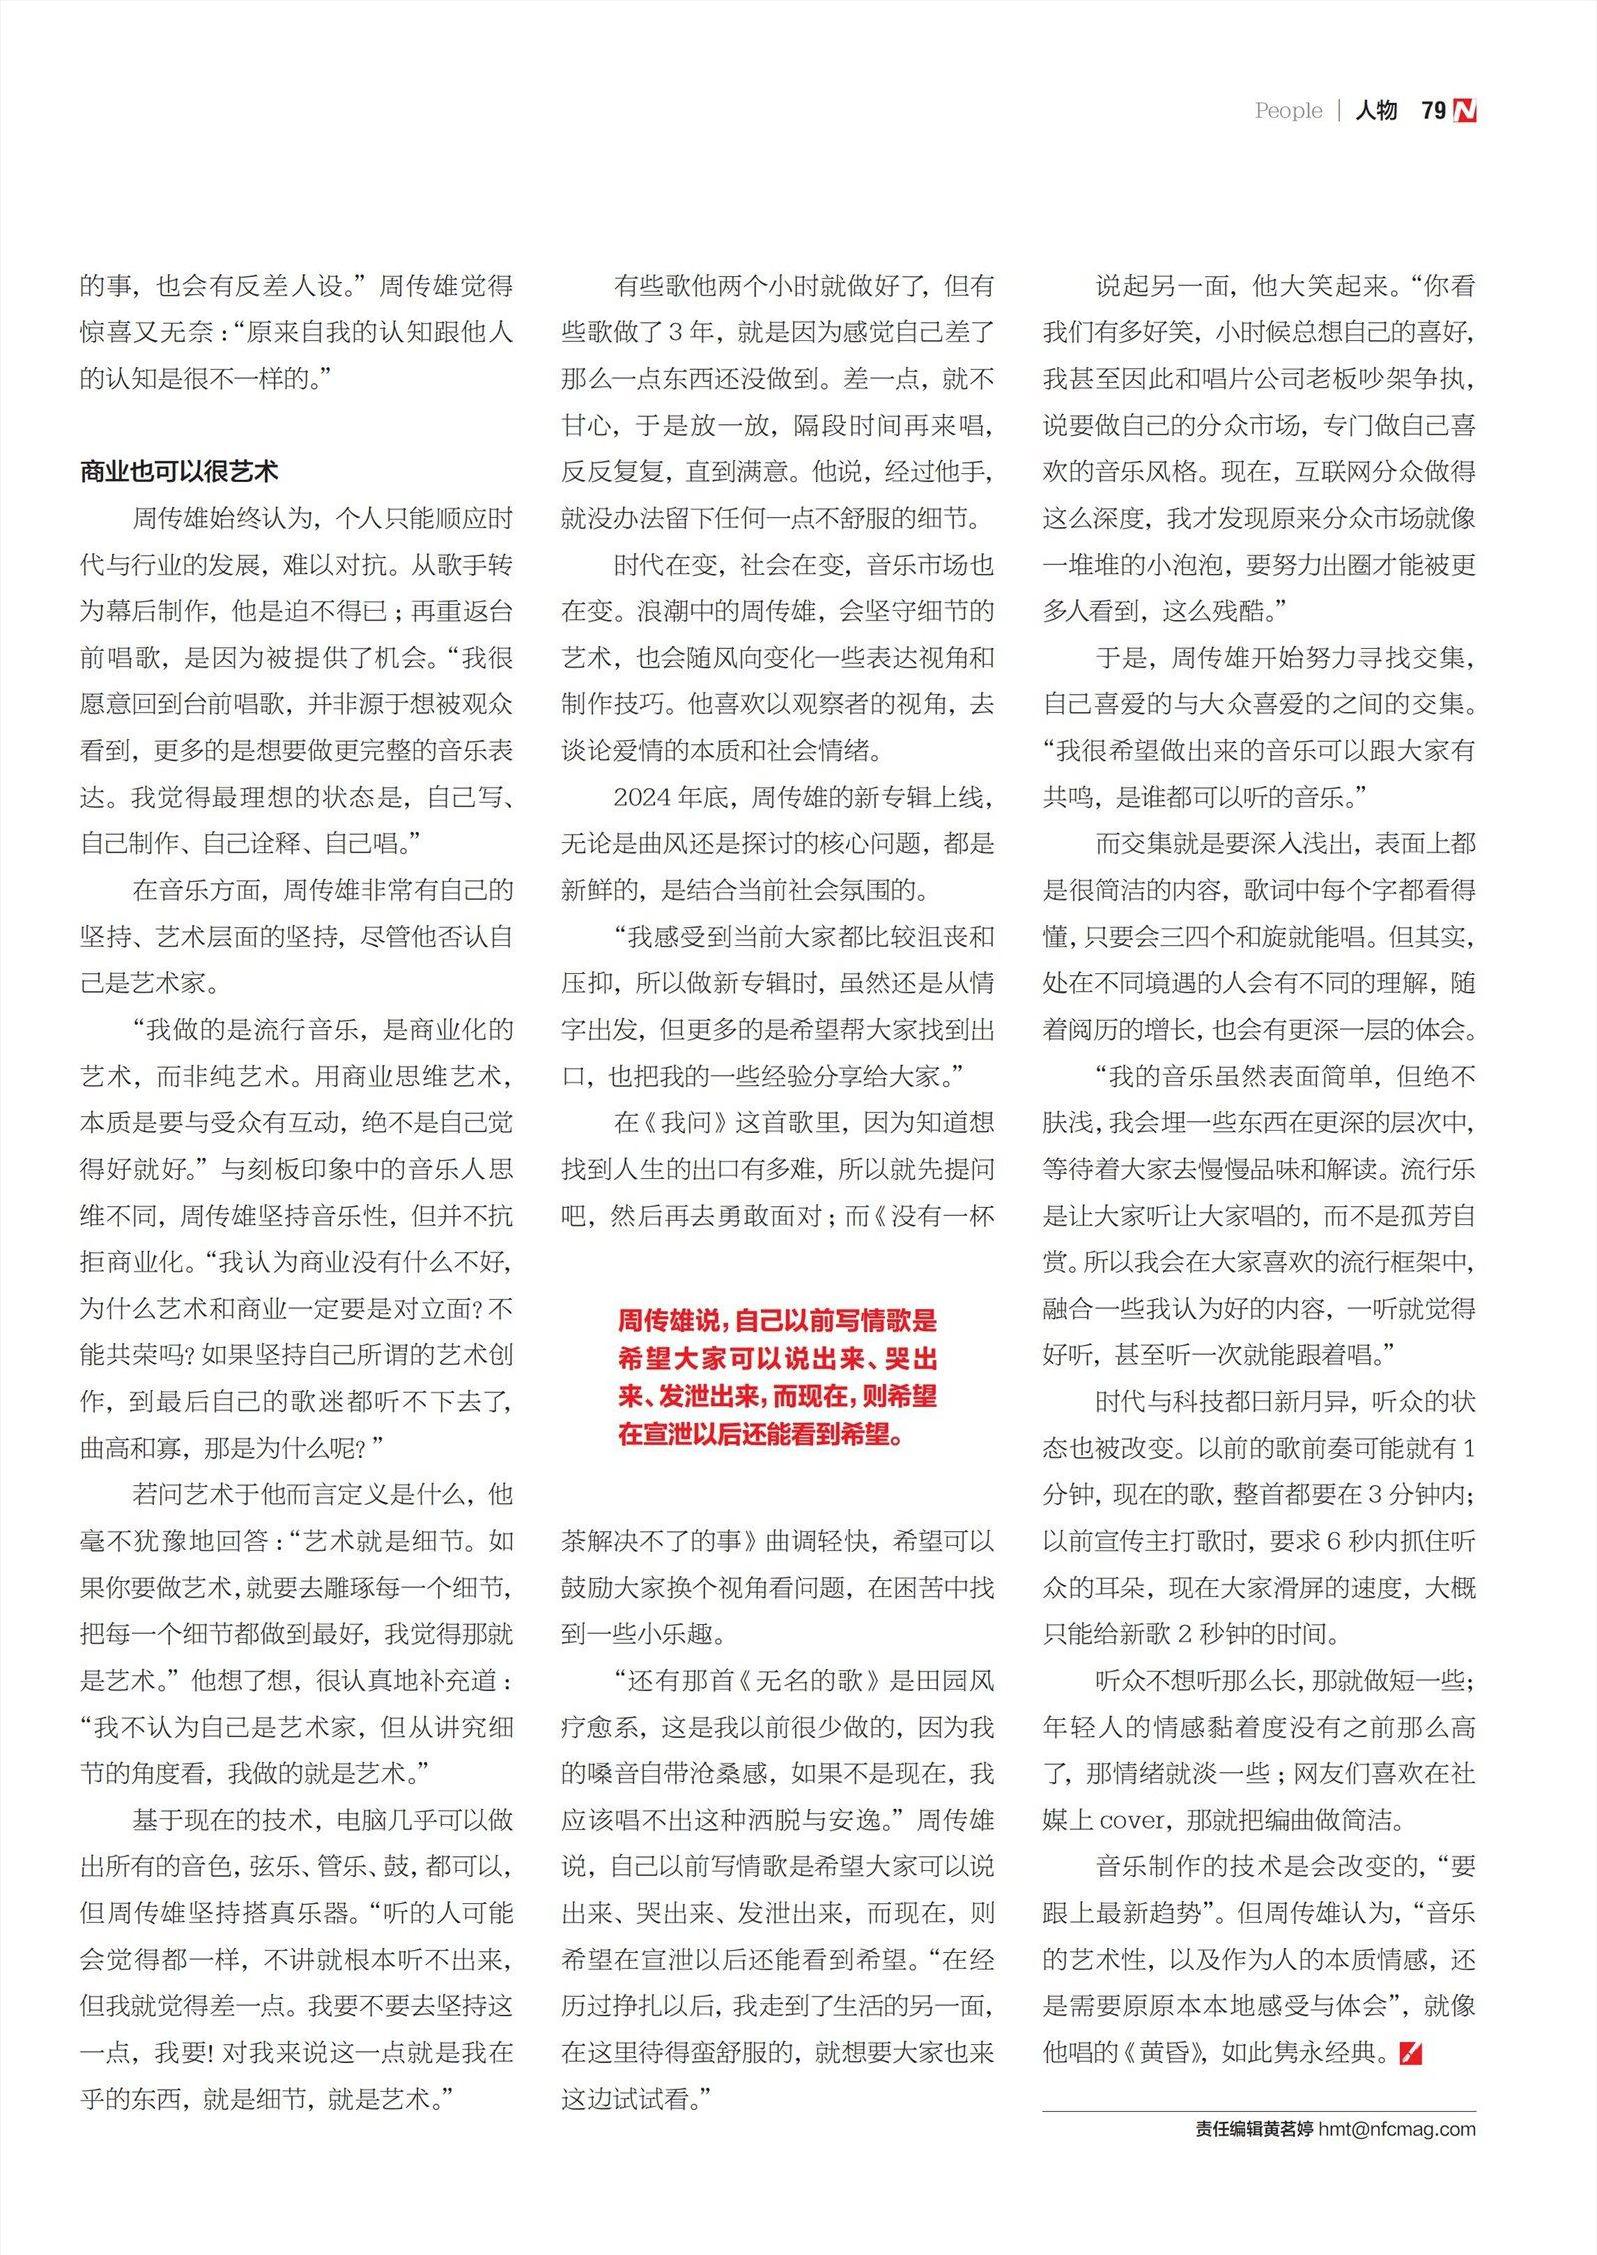 People | 人物 79
的事，也会有反差人设。”周传雄觉得
惊喜又无奈：“原来自我的认知跟他人
的认知是很不一样的。”
商业也可以很艺术
周传雄始终认为，个人只能顺应时
代与行业的发展，难以对抗。从歌手转
为幕后制作，他是迫不得已；再重返台
前唱歌，是因为被提供了机会。“我很
愿意回到台前唱歌，并非源于想被观众
看到，更多的是想要做更完整的音乐表
达。我觉得最理想的状态是，自己写、
自己制作、自己诠释、自己唱。”
在音乐方面，周传雄非常有自己的
坚持、艺术层面的坚持，尽管他否认自
己是艺术家。
“我做的是流行音乐，是商业化的
艺术，而非纯艺术。用商业思维艺术，
本质是要与受众有互动，绝不是自己觉
得好就好。”与刻板印象中的音乐人思
维不同，周传雄坚持音乐性，但并不抗
拒商业化。“我认为商业没有什么不好，
为什么艺术和商业一定要是对立面？不
能共荣吗？如果坚持自己所谓的艺术创
作，到最后自己的歌迷都听不下去了，
曲高和寡，那是为什么呢？”
若问艺术于他而言定义是什么，他
毫不犹豫地回答：“艺术就是细节。如
果你要做艺术，就要去雕琢每一个细节，
把每一个细节都做到最好，我觉得那就
是艺术。”他想了想，很认真地补充道：
“我不认为自己是艺术家，但从讲究细
节的角度看，我做的就是艺术。”
基于现在的技术，电脑几乎可以做
出所有的音色，弦乐、管乐、鼓，都可以，
但周传雄坚持搭真乐器。“听的人可能
会觉得都一样，不讲就根本听不出来，
但我就觉得差一点。我要不要去坚持这
一点，我要！对我来说这一点就是我在
乎的东西，就是细节，就是艺术。”
有些歌他两个小时就做好了，但有
些歌做了 3 年，就是因为感觉自己差了
那么一点东西还没做到。差一点，就不
甘心，于是放一放，隔段时间再来唱，
反反复复，直到满意。他说，经过他手，
就没办法留下任何一点不舒服的细节。
时代在变，社会在变，音乐市场也
在变。浪潮中的周传雄，会坚守细节的
艺术，也会随风向变化一些表达视角和
制作技巧。他喜欢以观察者的视角，去
谈论爱情的本质和社会情绪。
2024 年底，周传雄的新专辑上线，
无论是曲风还是探讨的核心问题，都是
新鲜的，是结合当前社会氛围的。
“我感受到当前大家都比较沮丧和
压抑，所以做新专辑时，虽然还是从情
字出发，但更多的是希望帮大家找到出
口，也把我的一些经验分享给大家。”
在《我问》这首歌里，因为知道想
找到人生的出口有多难，所以就先提问
吧，然后再去勇敢面对；而《没有一杯
周传雄说，自己以前写情歌是
希望大家可以说出来、哭出
来、发泄出来，而现在，则希望
在宣泄以后还能看到希望。
茶解决不了的事》曲调轻快，希望可以
鼓励大家换个视角看问题，在困苦中找
到一些小乐趣。
“还有那首《无名的歌》是田园风
疗愈系，这是我以前很少做的，因为我
的嗓音自带沧桑感，如果不是现在，我
应该唱不出这种洒脱与安逸。”周传雄
说，自己以前写情歌是希望大家可以说
出来、哭出来、发泄出来，而现在，则
希望在宣泄以后还能看到希望。“在经
历过挣扎以后，我走到了生活的另一面，
在这里待得蛮舒服的，就想要大家也来
这边试试看。”
说起另一面，他大笑起来。“你看
我们有多好笑，小时候总想自己的喜好，
我甚至因此和唱片公司老板吵架争执，
说要做自己的分众市场，专门做自己喜
欢的音乐风格。现在，互联网分众做得
这么深度，我才发现原来分众市场就像
一堆堆的小泡泡，要努力出圈才能被更
多人看到，这么残酷。”
于是，周传雄开始努力寻找交集，
自己喜爱的与大众喜爱的之间的交集。
“我很希望做出来的音乐可以跟大家有
共鸣，是谁都可以听的音乐。”
而交集就是要深入浅出，表面上都
是很简洁的内容，歌词中每个字都看得
懂，只要会三四个和旋就能唱。但其实，
处在不同境遇的人会有不同的理解，随
着阅历的增长，也会有更深一层的体会。
“我的音乐虽然表面简单，但绝不
肤浅，我会埋一些东西在更深的层次中，
等待着大家去慢慢品味和解读。流行乐
是让大家听让大家唱的，而不是孤芳自
赏。所以我会在大家喜欢的流行框架中，
融合一些我认为好的内容，一听就觉得
好听，甚至听一次就能跟着唱。”
时代与科技都日新月异，听众的状
态也被改变。以前的歌前奏可能就有 1
分钟，现在的歌，整首都要在 3 分钟内；
以前宣传主打歌时，要求 6 秒内抓住听
众的耳朵，现在大家滑屏的速度，大概
只能给新歌 2 秒钟的时间。
听众不想听那么长，那就做短一些；
年轻人的情感黏着度没有之前那么高
了，那情绪就淡一些；网友们喜欢在社
媒上 cover，那就把编曲做简洁。
音乐制作的技术是会改变的，“要
跟上最新趋势”。但周传雄认为，“音乐
的艺术性，以及作为人的本质情感，还
是需要原原本本地感受与体会”，就像
他唱的《黄昏》，如此隽永经典。
责任编辑黄茗婷 hmt@nfcmag.com